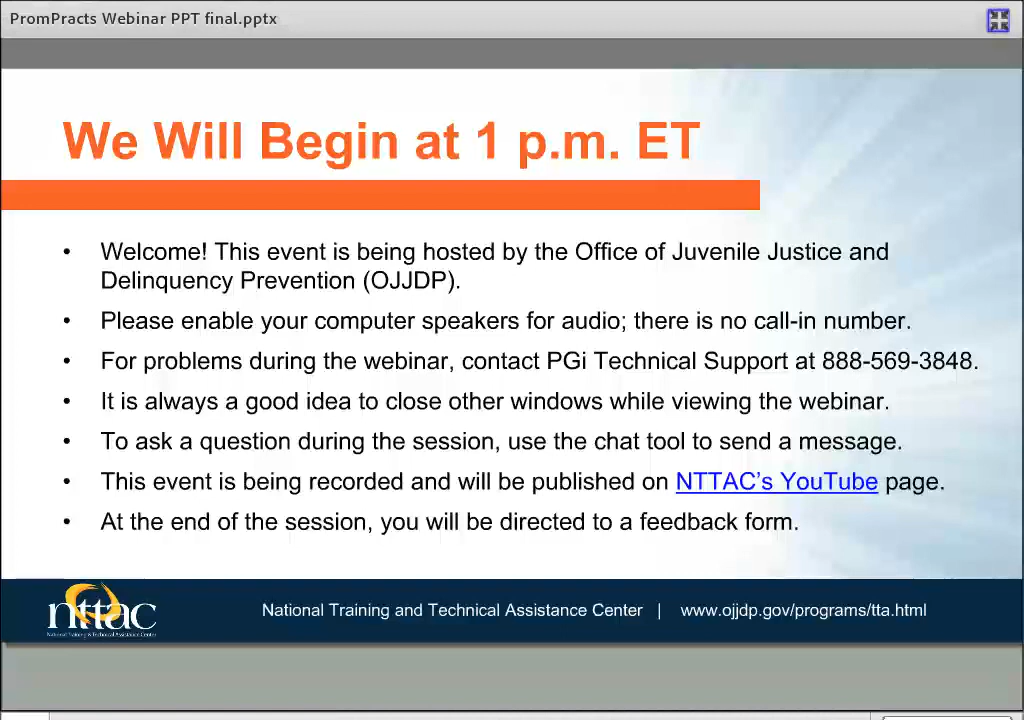 PromPracts Webinar PPT final.pptx
We Will Begin at 1 p.m. ET
• Welcome! This event is being hosted by the Office of Juvenile Justice and
Delinquency Prevention (OJJDP).
• Please enable your computer speakers for audio; there is no call-in number.
• For problems during the webinar, contact PGi Technical Support at 888-569-3848.
• It is always a good idea to close other windows while viewing the webinar.
• To ask a question during the session, use the chat tool to send a message.
• This event is being recorded and will be published on NTTAC's YouTube page.
• At the end of the session, you will be directed to a feedback form.
nttac
National Training & Technical Assistance Center
National Training and Technical Assistance Center | www.ojjdp.gov/programs/tta.html